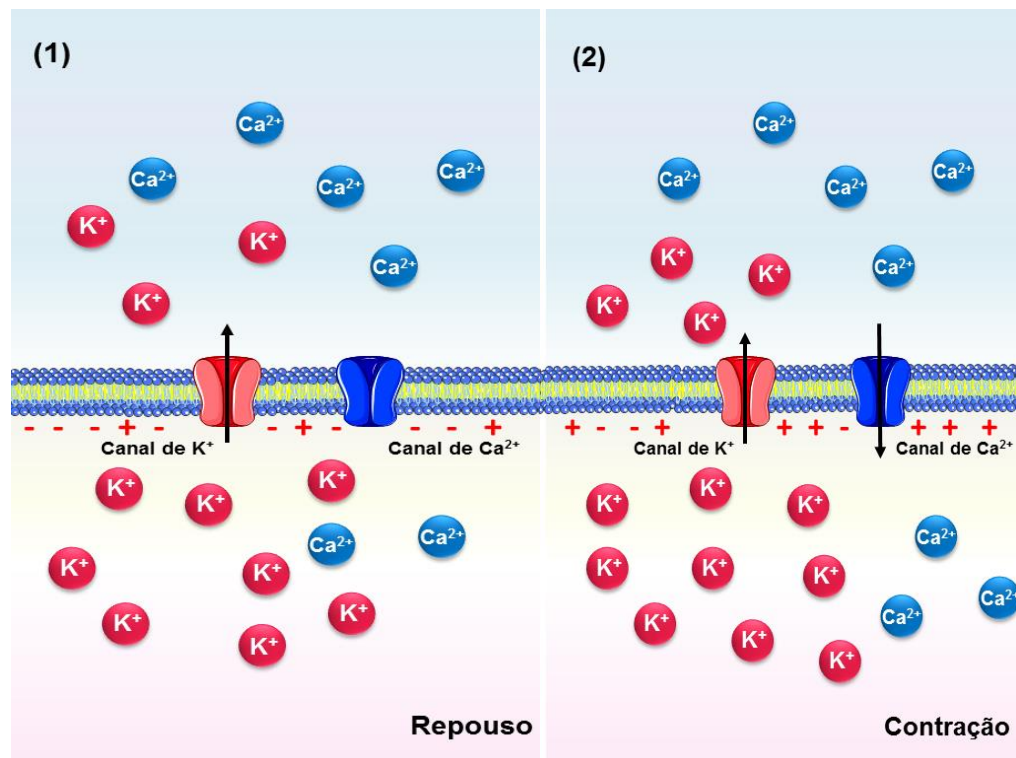 (1)
Ca²⁺
Ca²⁺
Ca²⁺
Ca²⁺
K⁺
K⁺
Ca²⁺
K⁺
- - - + - - + - - - +
Canal de K⁺
Canal de Ca²⁺
K⁺
K⁺
K⁺
Ca²⁺
Ca²⁺
K⁺
K⁺
K⁺
K⁺
K⁺
Repouso
(2)
Ca²⁺
Ca²⁺
Ca²⁺
Ca²⁺
K⁺
K⁺
Ca²⁺
K⁺
K⁺
+ - - + + + - + + +
Canal de K⁺
Canal de Ca²⁺
K⁺
K⁺
K⁺
Ca²⁺
K⁺
K⁺
K⁺
Ca²⁺
Ca²⁺
K⁺
K⁺
K⁺
Contração